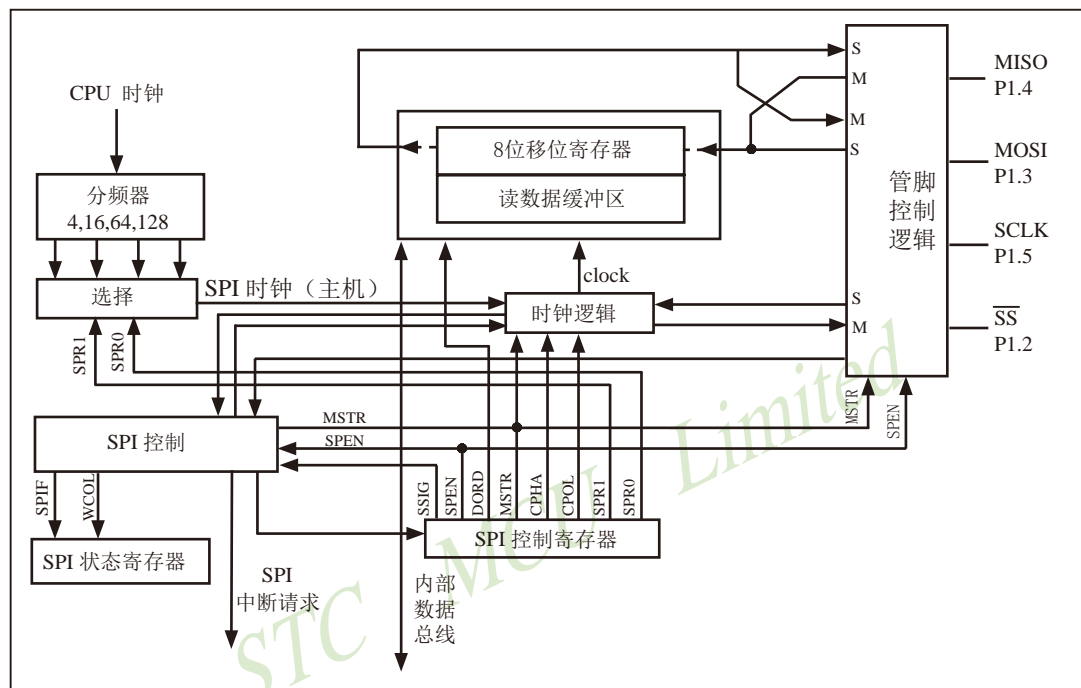 CPU 时钟
分频器
4,16,64,128
选择
SPI 时钟（主机）
SPR1
SPR0
8位移位寄存器
读数据缓冲区
clock
时钟逻辑
S
M
M
S
S
M
管脚
控制
逻辑
MISO
P1.4
MOSI
P1.3
SCLK
P1.5
SS
P1.2
MSTR
SPEN
MSTR
SPEN
SPI 控制
SPIF
WCOL
SPI 状态寄存器
SPI
中断请求
SSIG
SPEN
DORD
MSTR
CPHA
CPOL
SPR1
SPR0
SPI 控制寄存器
内部
数据
总线
STC MCU Limited